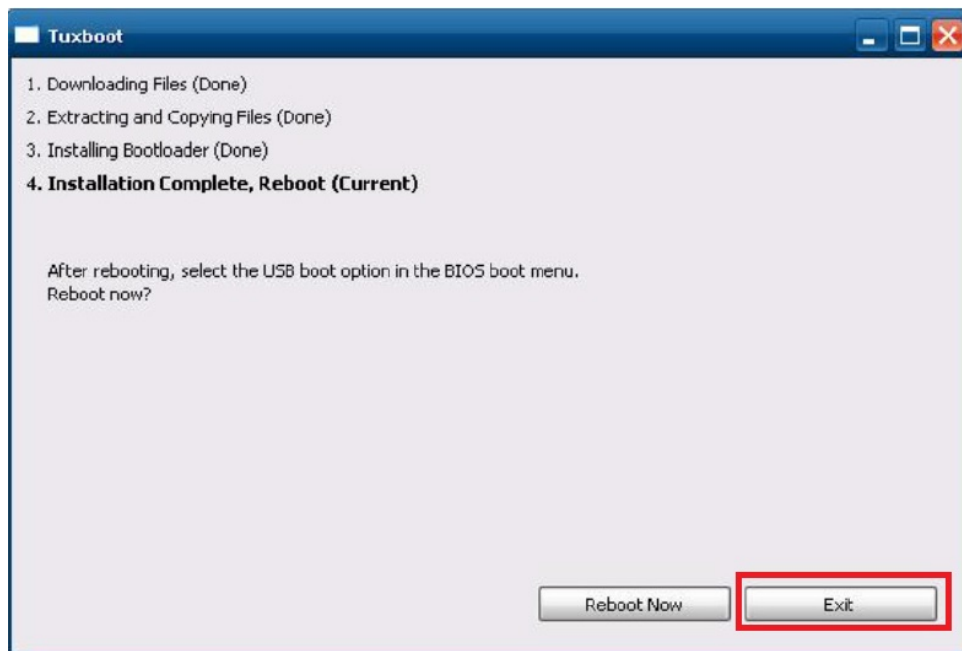 Tuxboot
1. Downloading Files (Done)
2. Extracting and Copying Files (Done)
3. Installing Bootloader (Done)
4. Installation Complete, Reboot (Current)
After rebooting, select the USB boot option in the BIOS boot menu.
Reboot now?
Reboot Now Exit